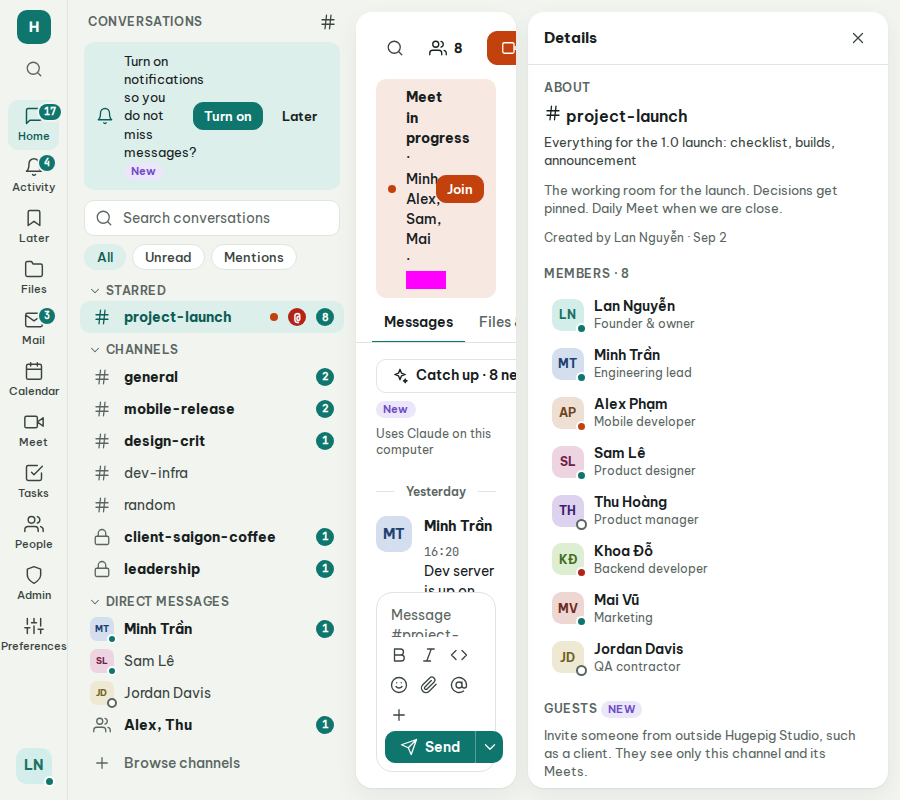 H
17
Home
4
Activity
Later
Files
3
Mail
Calendar
Meet
Tasks
People
Admin
Preferences
LN
CONVERSATIONS
Turn on
notifications
so you
do not
miss
messages?
New
Turn on
Later
Search conversations
All
Unread
Mentions
STARRED
project-launch
@
8
CHANNELS
general
2
mobile-release
2
design-crit
1
dev-infra
random
client-saigon-coffee
1
leadership
1
DIRECT MESSAGES
MT
Minh Trần
1
SL
Sam Lê
JD
Jordan Davis
Alex, Thu
1
Browse channels
8
Meet
in
progress
·
Minh,
Alex,
Sam,
Mai
·
Join
Messages
Files
Catch up · 8 ne
New
Uses Claude on this
computer
Yesterday
MT
Minh Trần
16:20
Dev server
is up on
Message
#project-
Send
Details
ABOUT
project-launch
Everything for the 1.0 launch: checklist, builds,
announcement
The working room for the launch. Decisions get
pinned. Daily Meet when we are close.
Created by Lan Nguyễn · Sep 2
MEMBERS · 8
LN
Lan Nguyễn
Founder & owner
MT
Minh Trần
Engineering lead
AP
Alex Phạm
Mobile developer
SL
Sam Lê
Product designer
TH
Thu Hoàng
Product manager
KĐ
Khoa Đỗ
Backend developer
MV
Mai Vũ
Marketing
JD
Jordan Davis
QA contractor
GUESTS NEW
Invite someone from outside Hugepig Studio, such
as a client. They see only this channel and its
Meets.